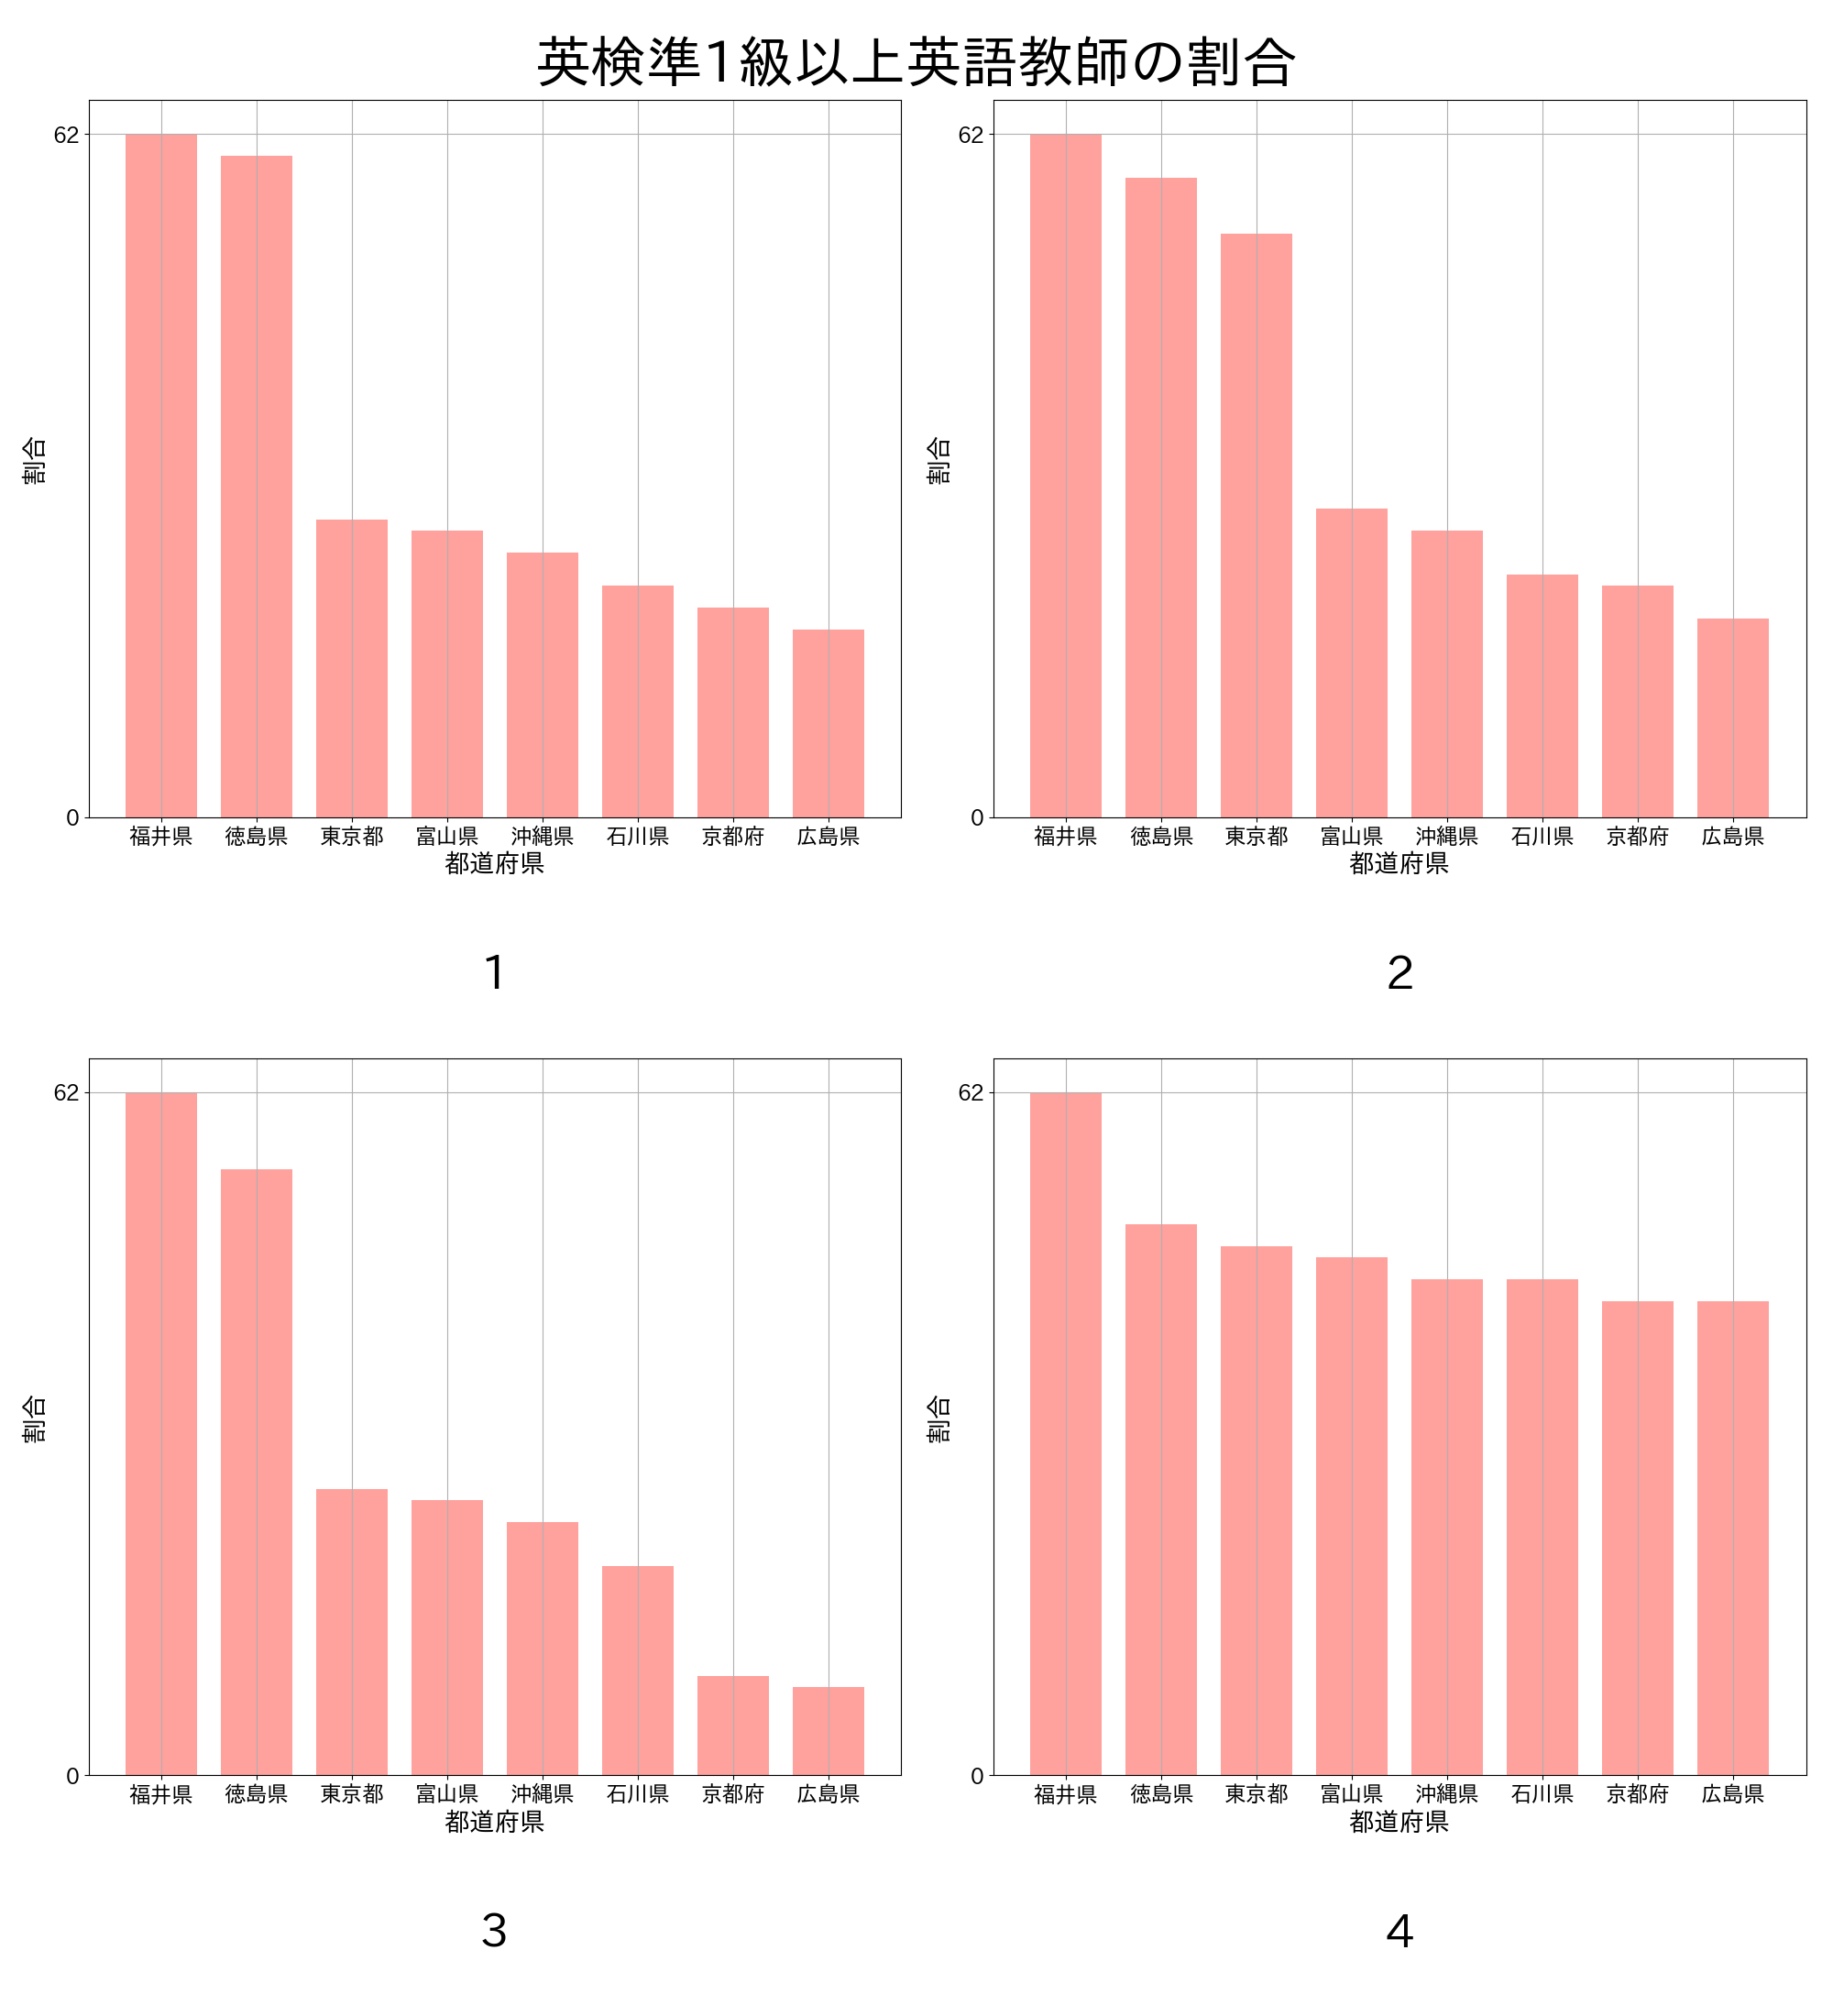 英検準1級以上英語教師の割合
62
0
割合
福井県 徳島県 東京都 富山県 沖縄県 石川県 京都府 広島県
都道府県
1
62
0
割合
福井県 徳島県 東京都 富山県 沖縄県 石川県 京都府 広島県
都道府県
2
62
0
割合
福井県 徳島県 東京都 富山県 沖縄県 石川県 京都府 広島県
都道府県
3
62
0
割合
福井県 徳島県 東京都 富山県 沖縄県 石川県 京都府 広島県
都道府県
4